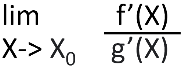 lim f’(X)
X-> X₀ g’(X)